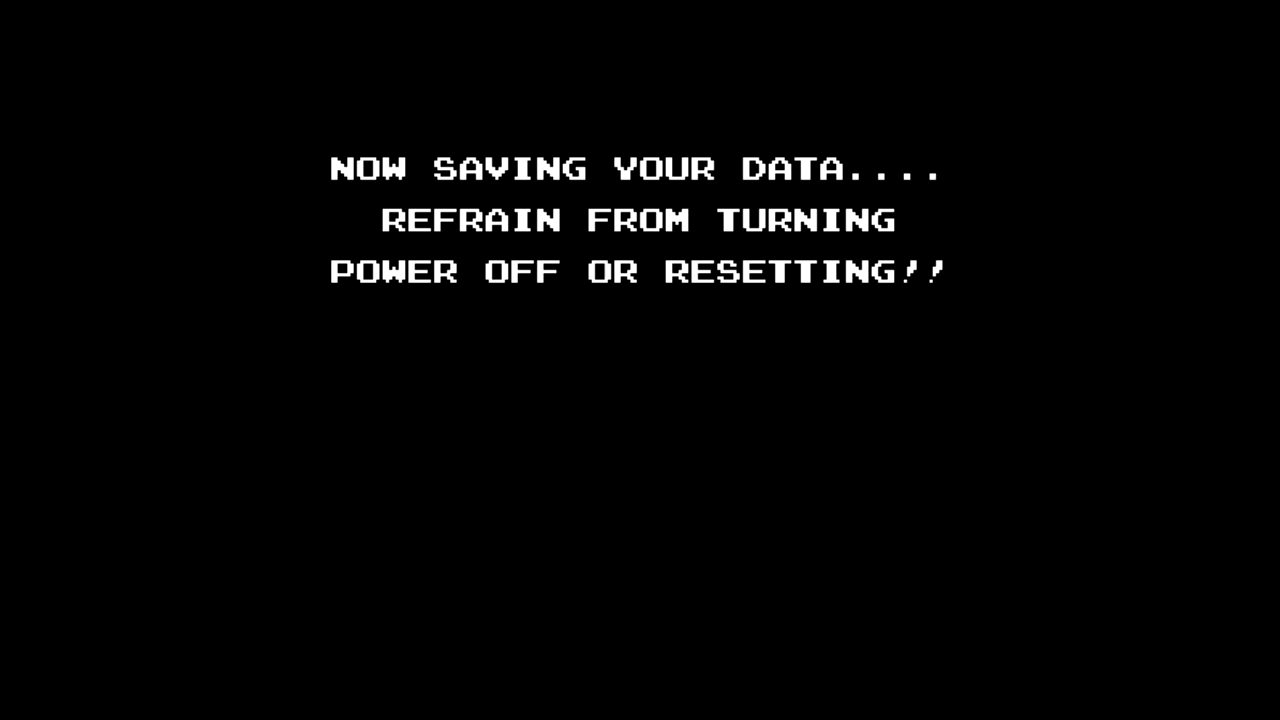 NOW SAVING YOUR DATA....
REFRAIN FROM TURNING
POWER OFF OR RESETTING!!